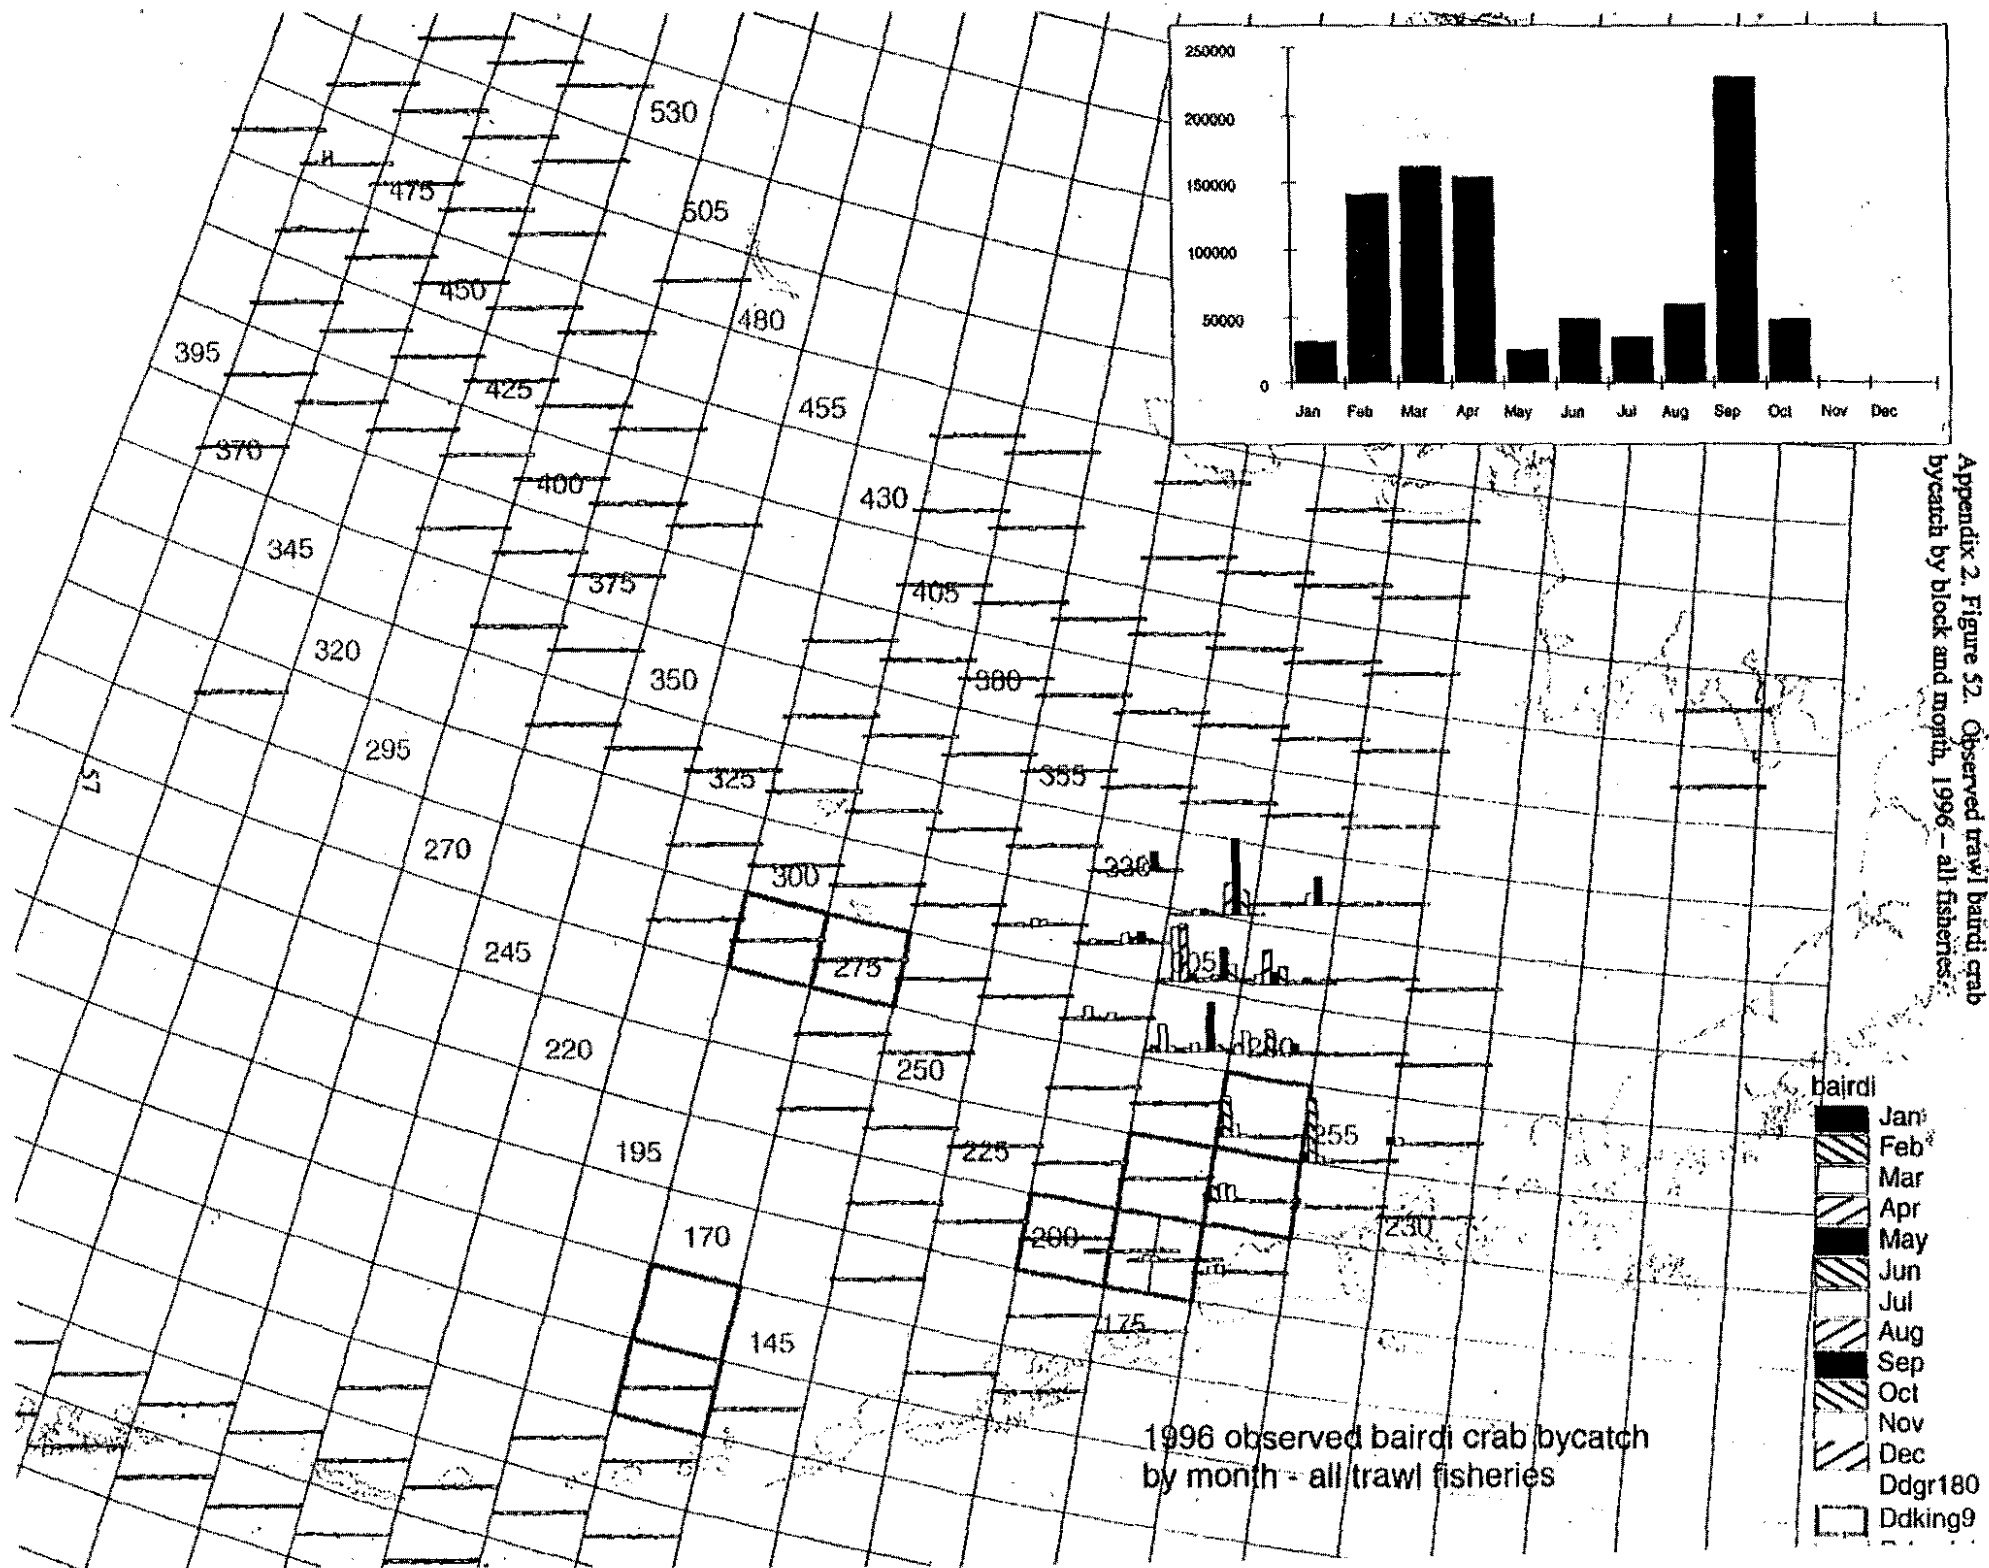 250000
200000
150000
100000
50000
0
Jan Feb Mar Apr May Jun Jul Aug Sep Oct Nov Dec
Appendix 2. Figure 52. Observed trawl bairdi crab
bycatch by block and month, 1996 – all fisheries.
530
475
505
450
480
395
425
455
370
400
430
345
375
405
320
350
380
295
325
355
57
270
300
330
245
275
305
220
250
280
195
225
255
170
200
230
145
175
1996 observed bairdi crab bycatch
by month - all trawl fisheries
bairdi
Jan
Feb
Mar
Apr
May
Jun
Jul
Aug
Sep
Oct
Nov
Dec
Ddgr180
Ddking9